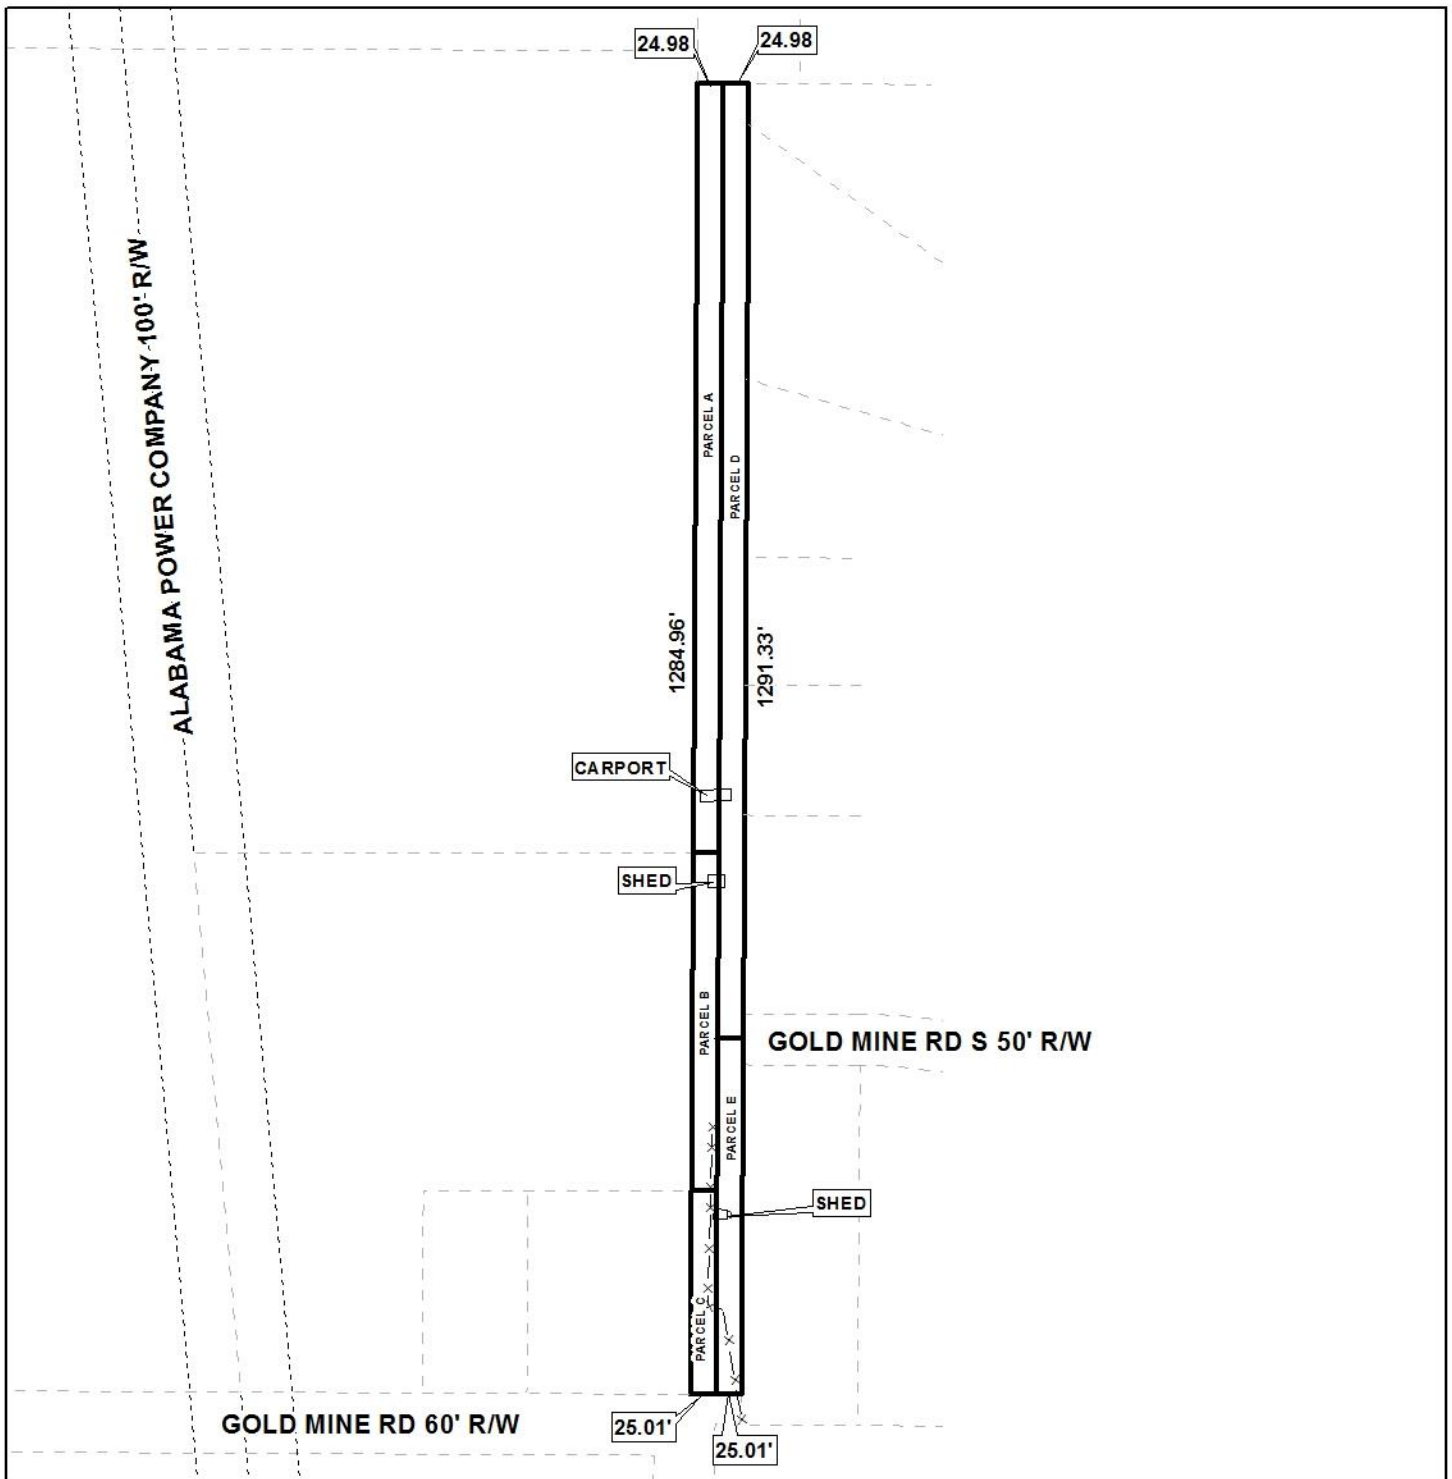 24.98
24.98
ALABAMA POWER COMPANY 100' R/W
PARCEL A
PARCEL D
1284.96'
1291.33'
CARPORT
SHED
PARCEL B
GOLD MINE RD S 50' R/W
PARCEL E
SHED
PARCEL C
GOLD MINE RD 60' R/W
25.01'
25.01'